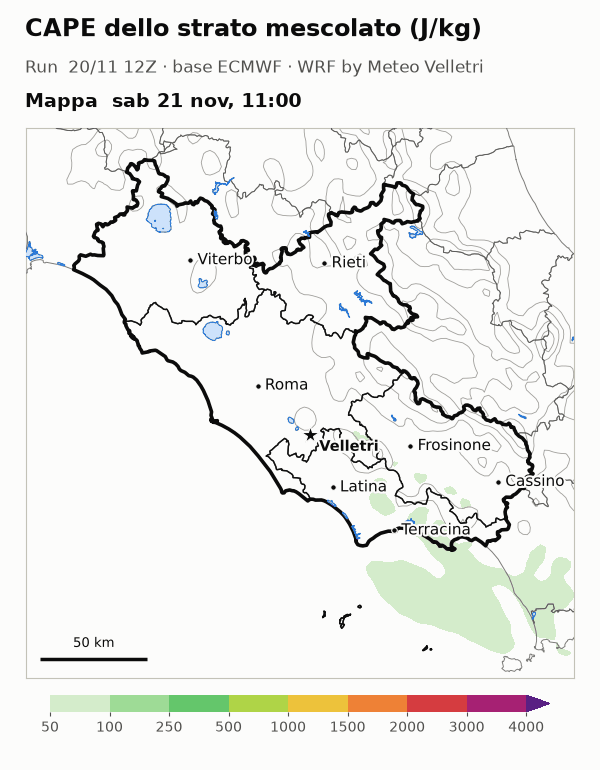 CAPE dello strato mescolato (J/kg)
Run  20/11 12Z · base ECMWF · WRF by Meteo Velletri
Mappa  sab 21 nov, 11:00
Viterbo
Rieti
Roma
Velletri
Frosinone
Latina
Cassino
Terracina
50 km
50 100 250 500 1000 1500 2000 3000 4000